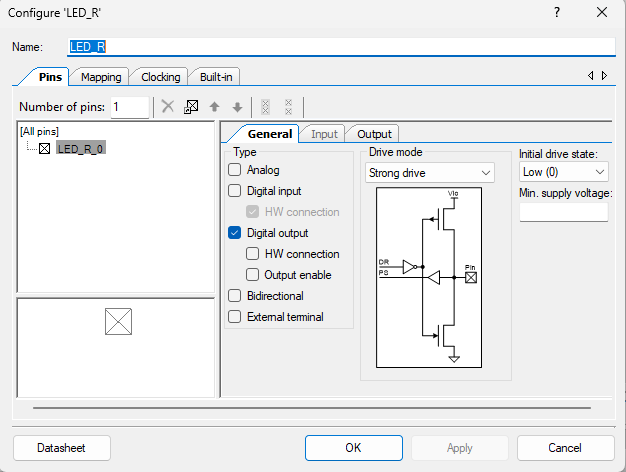 Configure 'LED_R'
?
Name: LED_R
Pins Mapping Clocking Built-in
Number of pins: 1
[All pins]
LED_R_0
General Input Output
Type
Analog
Digital input
HW connection
Digital output
HW connection
Output enable
Bidirectional
External terminal
Drive mode
Strong drive
Vio
DR
PS
Pin
Initial drive state:
Low (0)
Min. supply voltage:
Datasheet OK Apply Cancel